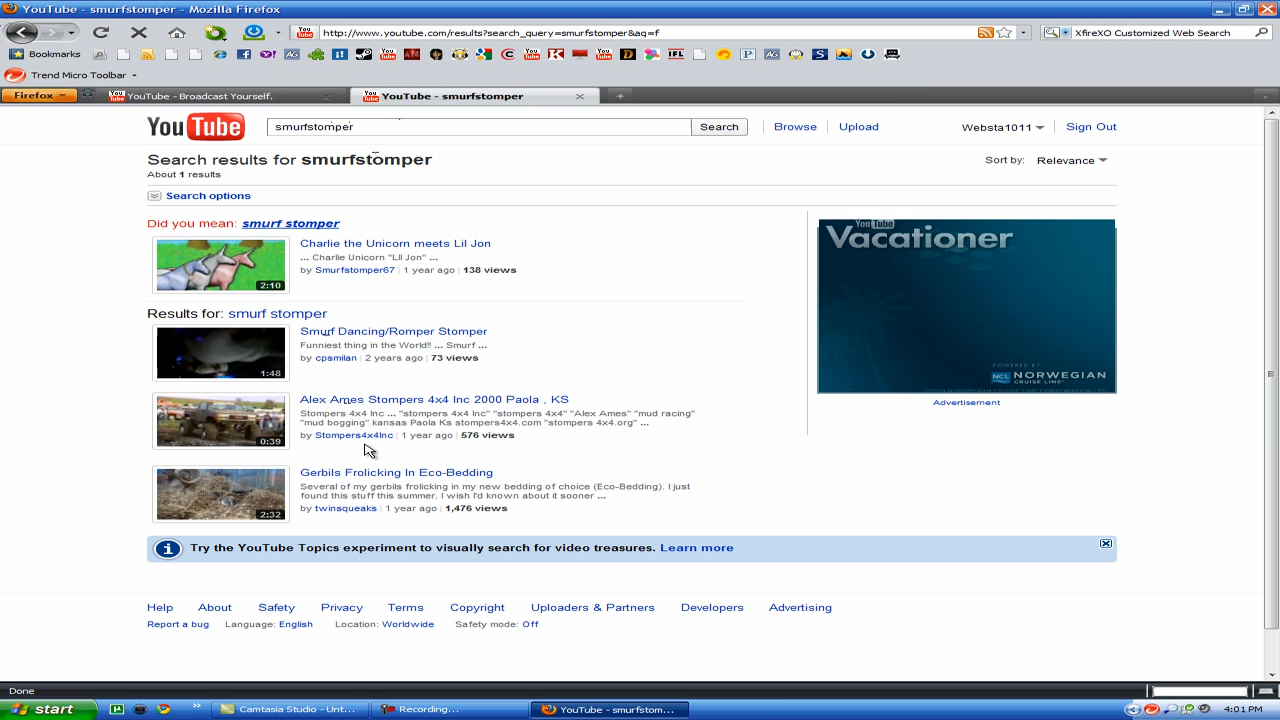 YouTube - smurfstomper - Mozilla Firefox
http://www.youtube.com/results?search_query=smurfstomper&aq=f
XfireXO Customized Web Search
Bookmarks
Trend Micro Toolbar
Firefox
YouTube - Broadcast Yourself.
YouTube - smurfstomper
YouTube
smurfstomper
Search
Browse
Upload
Websta1011
Sign Out
Search results for smurfstomper
Sort by: Relevance
About 1 results
Search options
Did you mean: smurf stomper
Charlie the Unicorn meets Lil Jon
... Charlie Unicorn "LIl Jon" ...
by Smurfstomper67 | 1 year ago | 138 views
2:10
Results for: smurf stomper
Smurf Dancing/Romper Stomper
Funniest thing in the World!! ... Smurf ...
by cpsmilan | 2 years ago | 73 views
1:48
Alex Ames Stompers 4x4 Inc 2000 Paola , KS
Stompers 4x4 Inc ... "stompers 4x4 Inc" "stompers 4x4" "Alex Ames" "mud racing"
"mud bogging" kansas Paola Ks stompers4x4.com "stompers 4x4.org" ...
by Stompers4x4Inc | 1 year ago | 576 views
0:39
Gerbils Frolicking In Eco-Bedding
Several of my gerbils frolicking in my new bedding of choice (Eco-Bedding). I just
found this stuff this summer. I wish I'd known about it sooner ...
by twinsqueaks | 1 year ago | 1,476 views
2:32
YouTube
Vacationer
POWERED BY
NCL NORWEGIAN
CRUISE LINE
Advertisement
Try the YouTube Topics experiment to visually search for video treasures. Learn more
Help About Safety Privacy Terms Copyright Uploaders & Partners Developers Advertising
Report a bug Language: English Location: Worldwide Safety mode: Off
Done
start
Camtasia Studio - Unt...
Recording...
YouTube - smurfstom...
4:01 PM